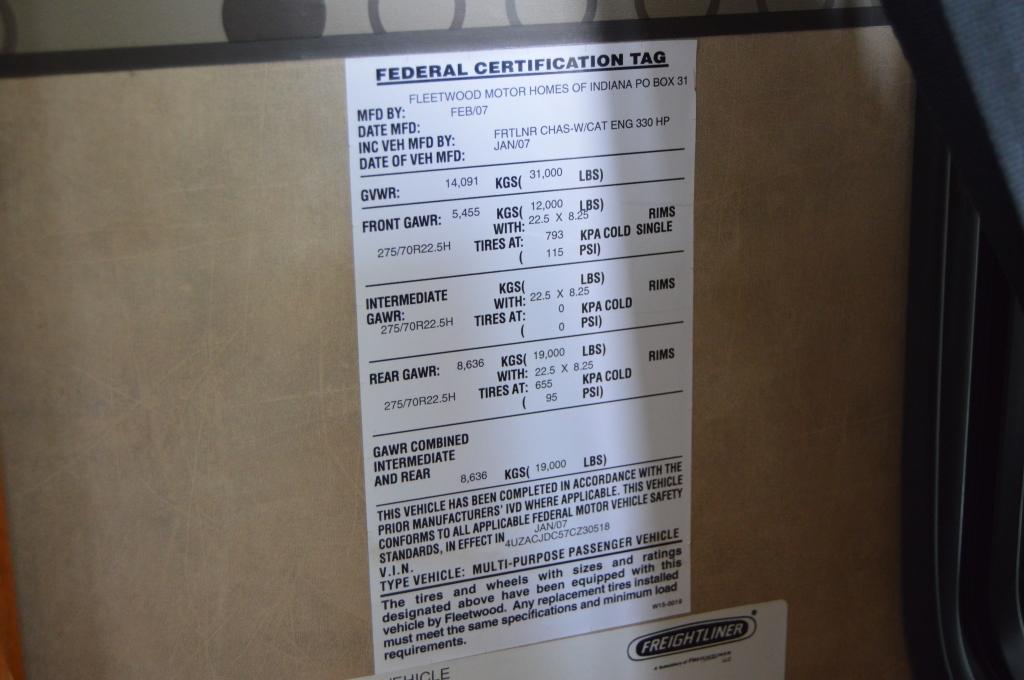 FEDERAL CERTIFICATION TAG
FLEETWOOD MOTOR HOMES OF INDIANA PO BOX 31
MFD BY:
FEB/07
DATE MFD:
FRTLNR CHAS-W/CAT ENG 330 HP
INC VEH MFD BY:
JAN/07
DATE OF VEH MFD:
GVWR: 14,091 KGS( 31,000 LBS)
FRONT GAWR: 5,455 KGS( 12,000 LBS)
WITH: 22.5 X 8.25 RIMS
275/70R22.5H TIRES AT: 793 KPA COLD SINGLE
( 115 PSI)
INTERMEDIATE KGS( LBS)
GAWR: WITH: 22.5 X 8.25 RIMS
275/70R22.5H TIRES AT: 0 KPA COLD
( 0 PSI)
REAR GAWR: 8,636 KGS( 19,000 LBS)
WITH: 22.5 X 8.25 RIMS
275/70R22.5H TIRES AT: 655 KPA COLD
( 95 PSI)
GAWR COMBINED
INTERMEDIATE
AND REAR 8,636 KGS( 19,000 LBS)
THIS VEHICLE HAS BEEN COMPLETED IN ACCORDANCE WITH THE
PRIOR MANUFACTURERS' IVD WHERE APPLICABLE. THIS VEHICLE
CONFORMS TO ALL APPLICABLE FEDERAL MOTOR VEHICLE SAFETY
STANDARDS, IN EFFECT IN JAN/07
V.I.N. 4UZACJDC57CZ30518
TYPE VEHICLE: MULTI-PURPOSE PASSENGER VEHICLE
The tires and wheels with sizes and ratings
designated above have been equipped with this
vehicle by Fleetwood. Any replacement tires installed
must meet the same specifications and minimum load
requirements.
W15-0019
FREIGHTLINER
VEHICLE